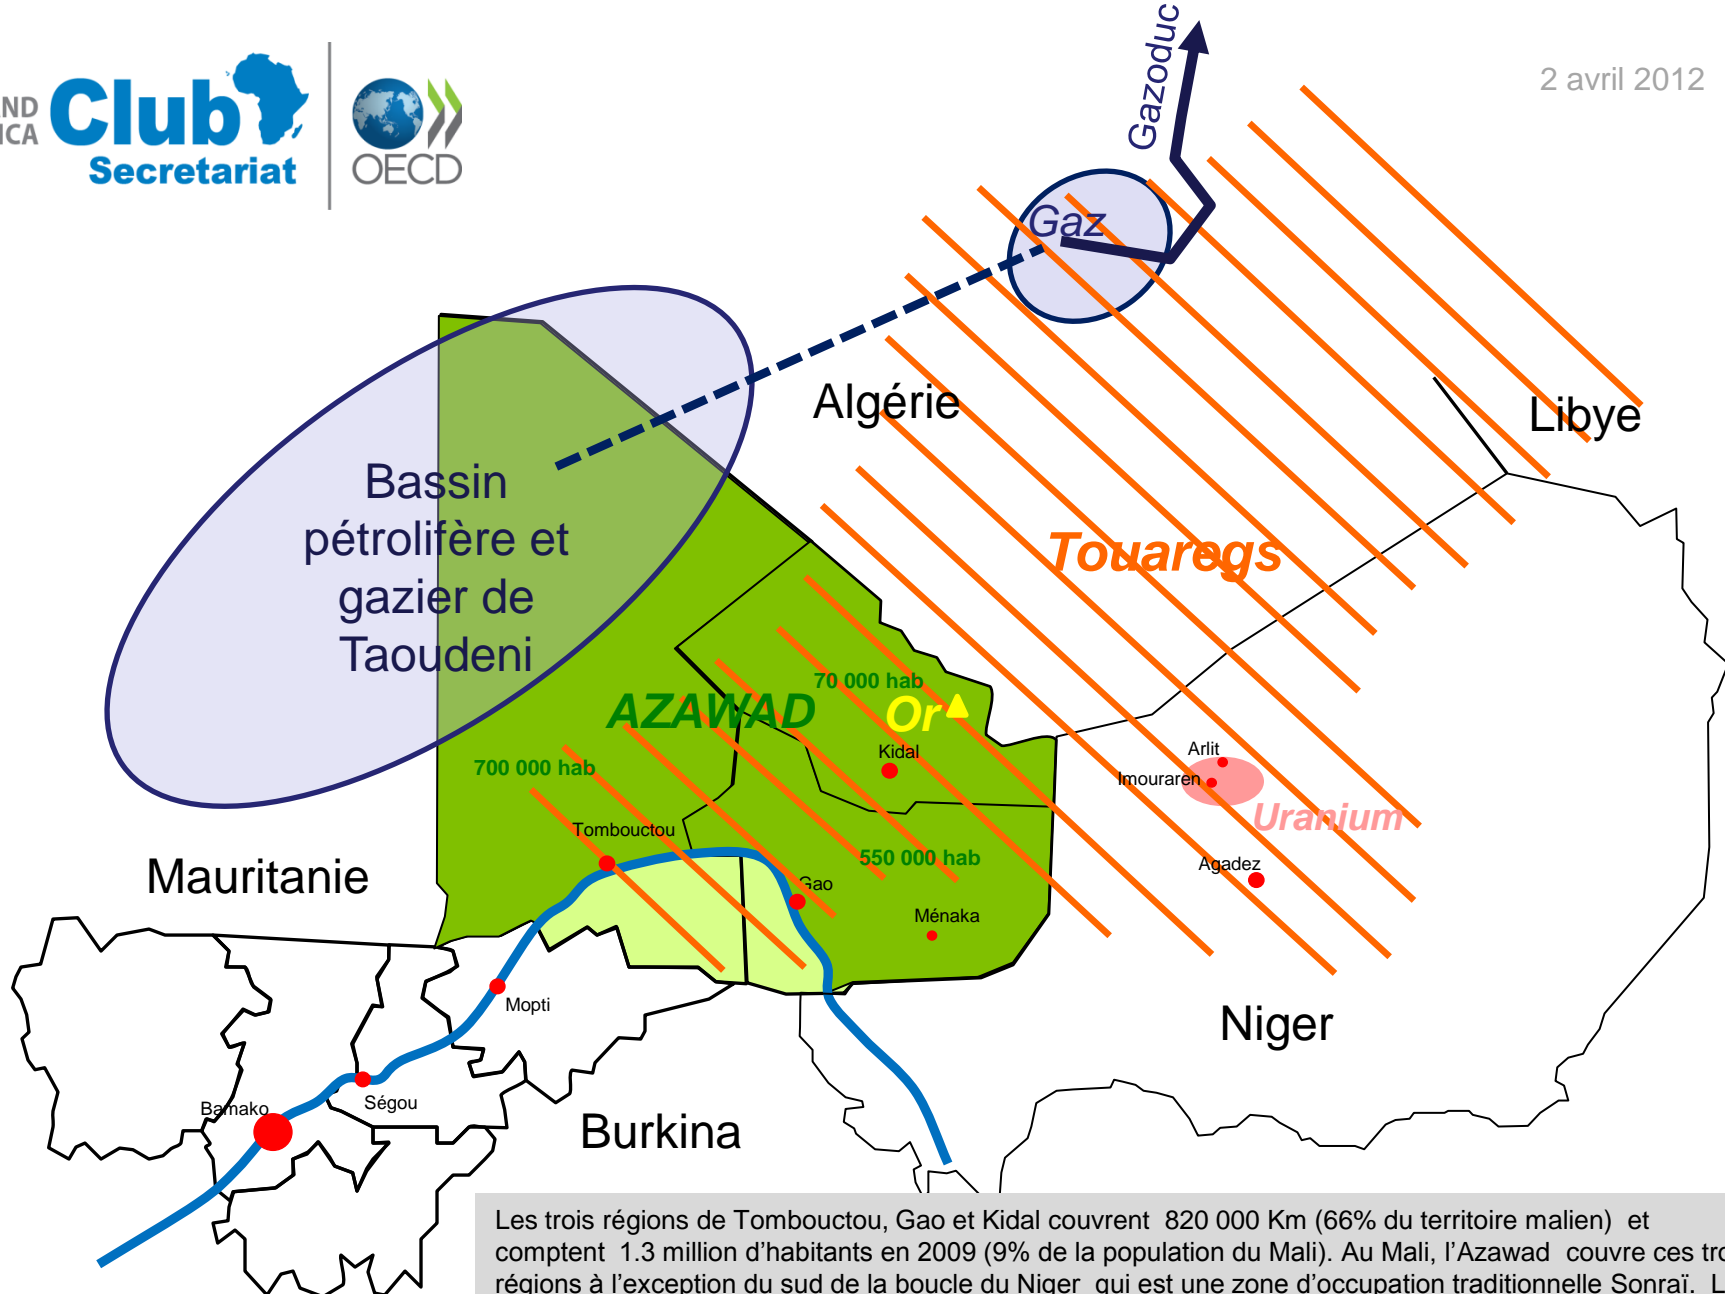 AND
ICA
Club
Secretariat
OECD
2 avril 2012
Gazoduc
Gaz
Algérie
Libye
Bassin
pétrolifère et
gazier de
Taoudeni
Touaregs
70 000 hab
AZAWAD
Or
Kidal
700 000 hab
Arlit
Imouraren
Uranium
Tombouctou
550 000 hab
Agadez
Mauritanie
Gao
Ménaka
Mopti
Niger
Ségou
Bamako
Burkina
Les trois régions de Tombouctou, Gao et Kidal couvrent 820 000 Km (66% du territoire malien) et
comptent 1.3 million d’habitants en 2009 (9% de la population du Mali). Au Mali, l’Azawad couvre ces tro
régions à l’exception du sud de la boucle du Niger qui est une zone d’occupation traditionnelle Sonraï. L